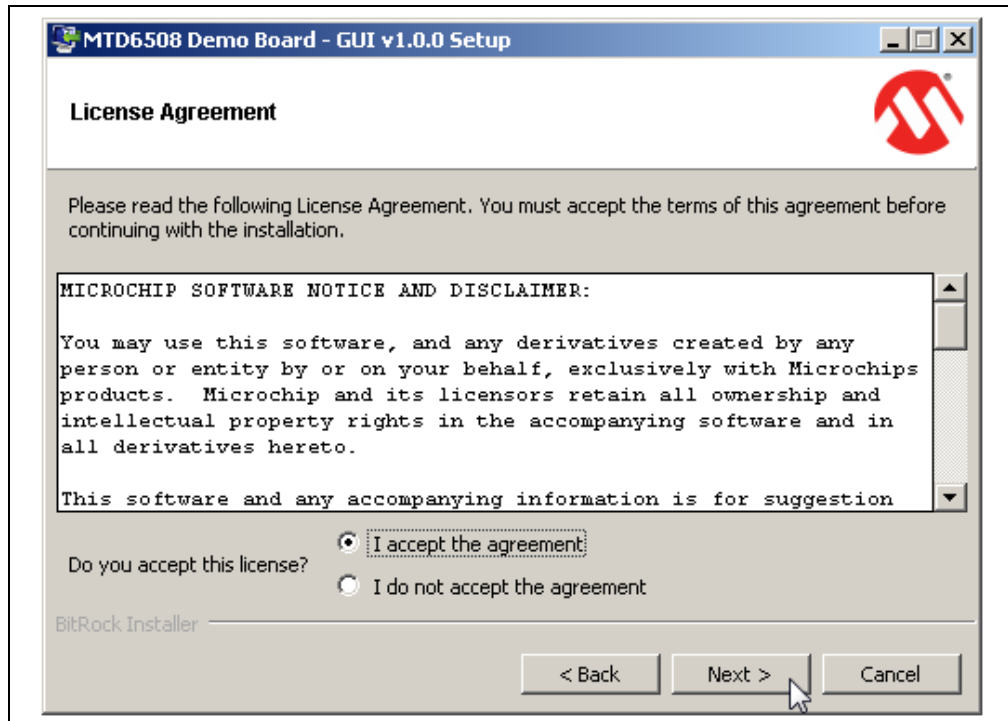 MTD6508 Demo Board - GUI v1.0.0 Setup
License Agreement
Please read the following License Agreement. You must accept the terms of this agreement before
continuing with the installation.
MICROCHIP SOFTWARE NOTICE AND DISCLAIMER:
You may use this software, and any derivatives created by any
person or entity by or on your behalf, exclusively with Microchips
products.  Microchip and its licensors retain all ownership and
intellectual property rights in the accompanying software and in
all derivatives hereto.
This software and any accompanying information is for suggestion
Do you accept this license?
I accept the agreement
I do not accept the agreement
BitRock Installer
< Back
Next >
Cancel